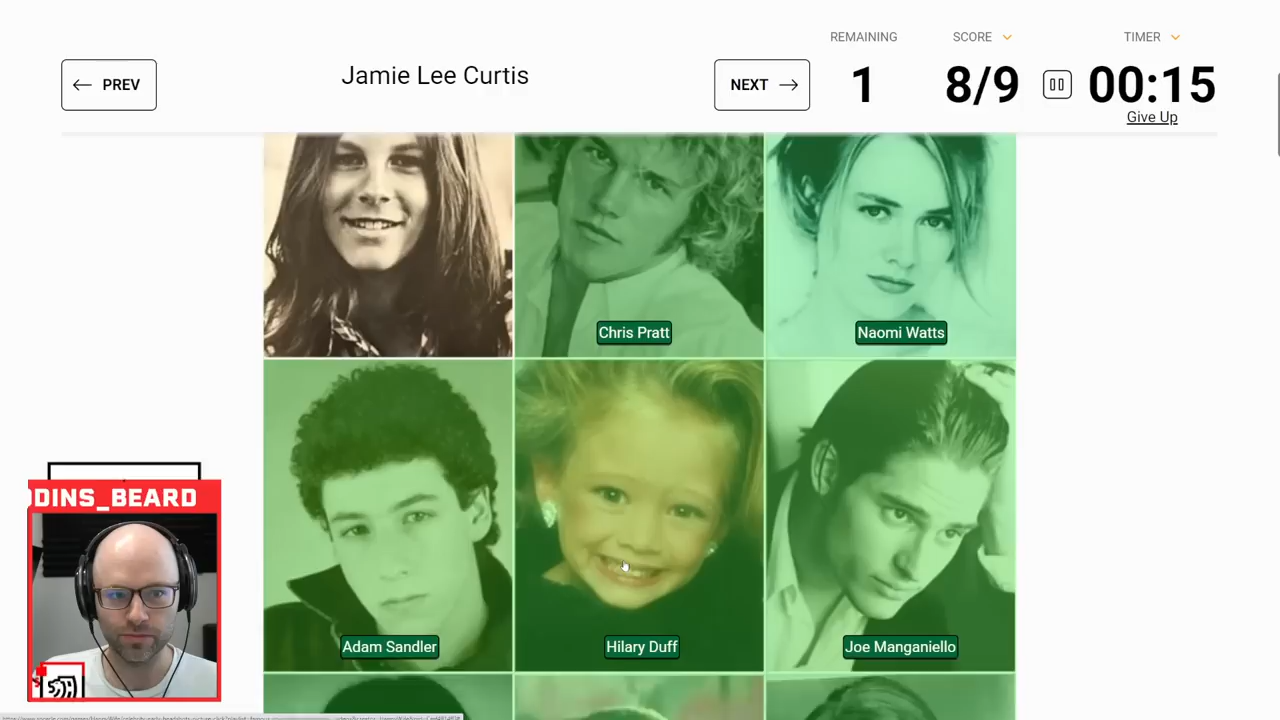 REMAINING
SCORE
TIMER
PREV
Jamie Lee Curtis
NEXT
1
8/9
00:15
Give Up
Chris Pratt
Naomi Watts
Adam Sandler
Hilary Duff
Joe Manganiello
DINS_BEARD